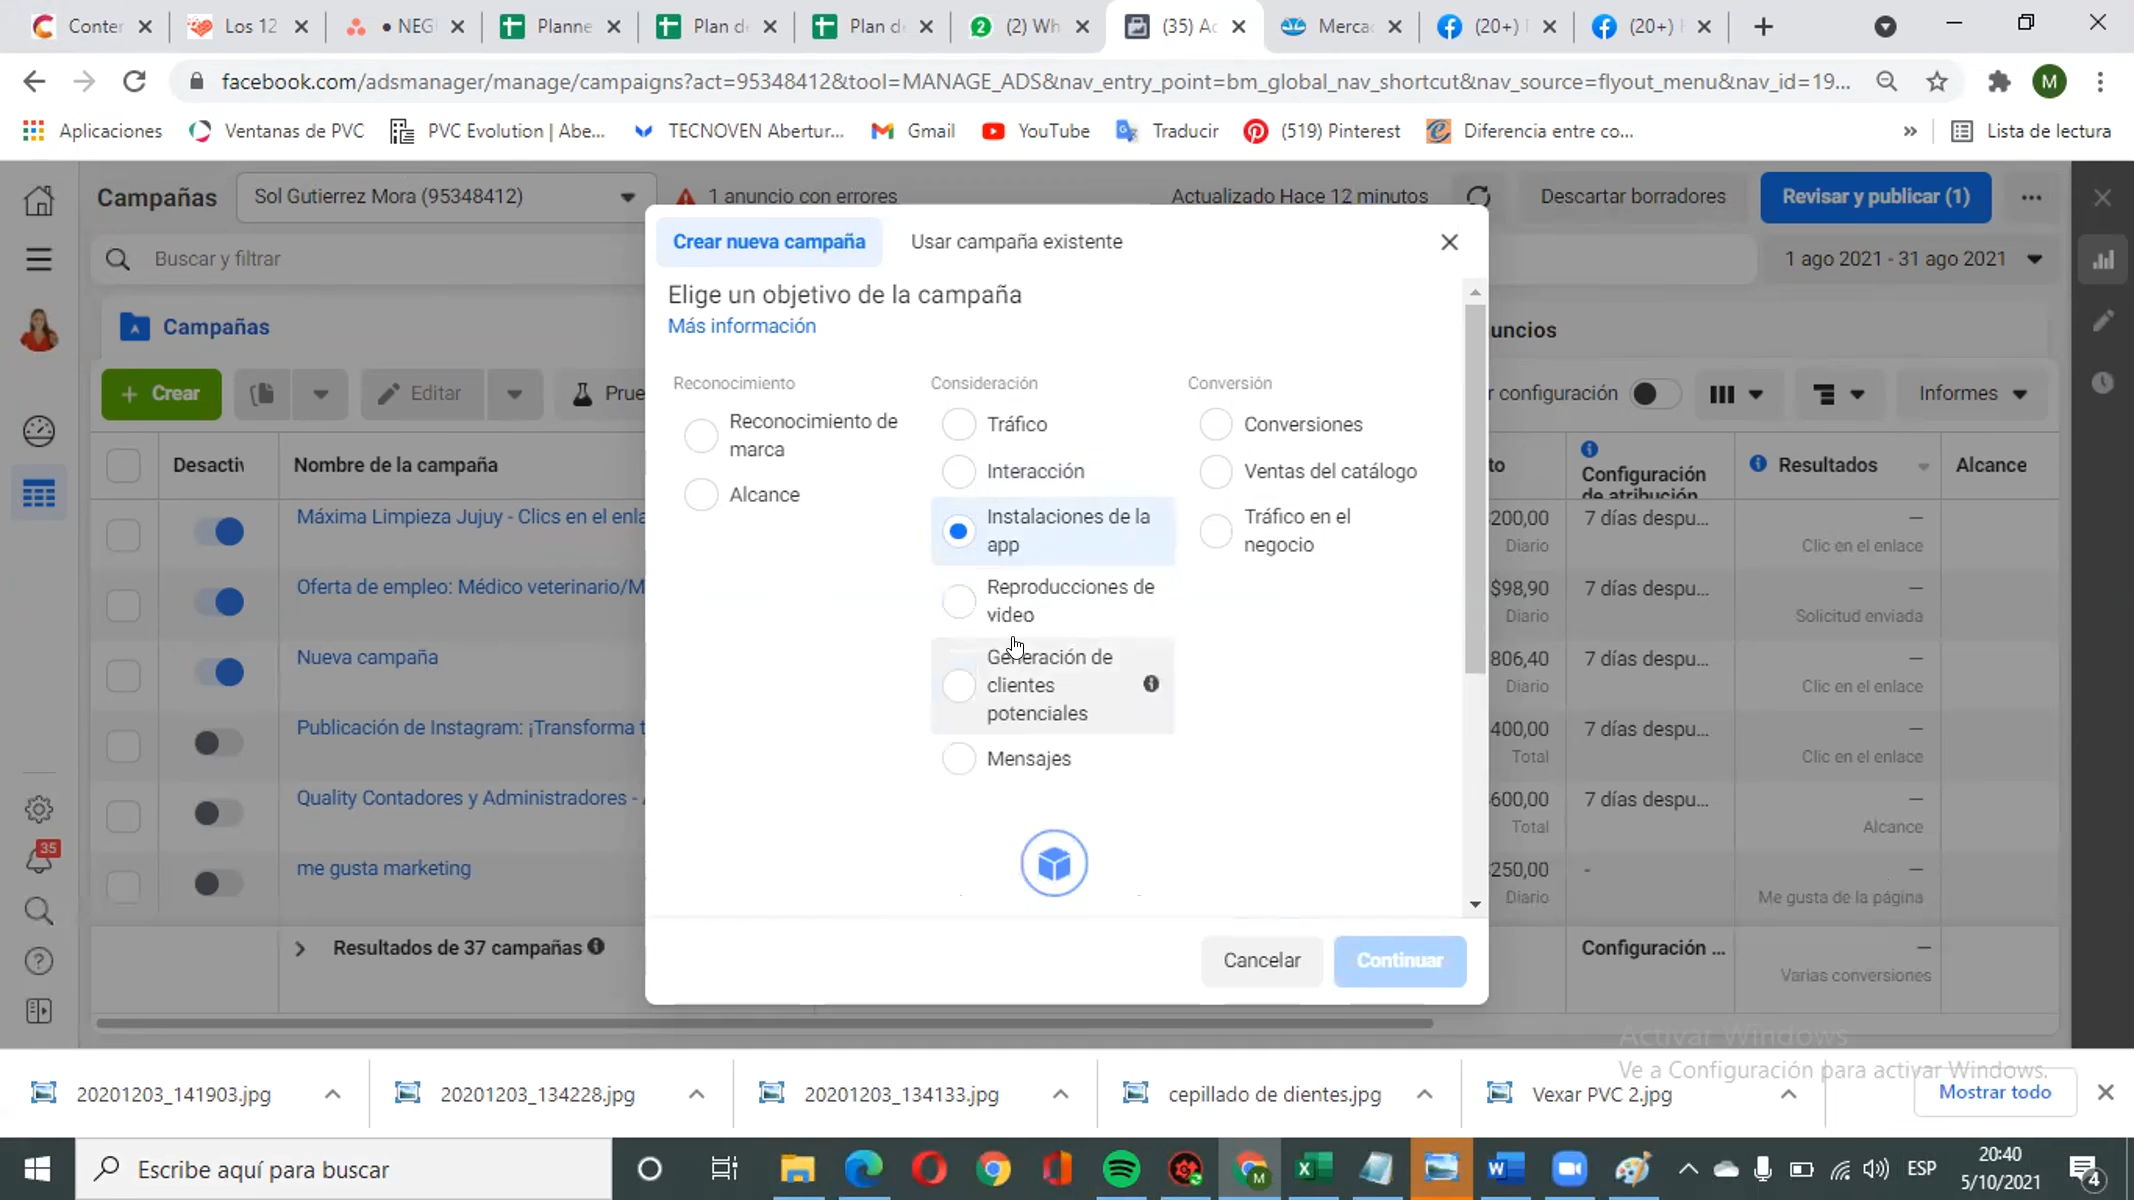 Conter
Los 12
• NEG
Planne
Plan de
Plan de
(2) Wh
(35) Ac
Merca
(20+)
(20+)
facebook.com/adsmanager/manage/campaigns?act=95348412&tool=MANAGE_ADS&nav_entry_point=bm_global_nav_shortcut&nav_source=flyout_menu&nav_id=19...
M
Aplicaciones
Ventanas de PVC
PVC Evolution | Abe...
TECNOVEN Abertur...
Gmail
YouTube
Traducir
(519) Pinterest
Diferencia entre co...
»
Lista de lectura
Campañas
Sol Gutierrez Mora (95348412)
1 anuncio con errores
Actualizado Hace 12 minutos
Descartar borradores
Revisar y publicar (1)
Buscar y filtrar
1 ago 2021 - 31 ago 2021
Campañas
uncios
+ Crear
Editar
Prue
r configuración
Informes
Desactiv
Nombre de la campaña
to
Configuración
de atribución
Resultados
Alcance
Máxima Limpieza Jujuy - Clics en el enla
200,00
Diario
7 días despu...
—
Clic en el enlace
Oferta de empleo: Médico veterinario/M
$98,90
Diario
7 días despu...
—
Solicitud enviada
Nueva campaña
806,40
Diario
7 días despu...
—
Clic en el enlace
Publicación de Instagram: ¡Transforma t
400,00
Total
7 días despu...
—
Clic en el enlace
Quality Contadores y Administradores -
600,00
Total
7 días despu...
—
Alcance
me gusta marketing
250,00
Diario
-
—
Me gusta de la página
Resultados de 37 campañas
Configuración ...
—
Varias conversiones
35
Crear nueva campaña
Usar campaña existente
Elige un objetivo de la campaña
Más información
Reconocimiento
Reconocimiento de
marca
Alcance
Consideración
Tráfico
Interacción
Instalaciones de la
app
Reproducciones de
video
Generación de
clientes
potenciales
Mensajes
Conversión
Conversiones
Ventas del catálogo
Tráfico en el
negocio
Cancelar
Continuar
Activar Windows
Ve a Configuración para activar Windows.
20201203_141903.jpg
20201203_134228.jpg
20201203_134133.jpg
cepillado de dientes.jpg
Vexar PVC 2.jpg
Mostrar todo
Escribe aquí para buscar
ESP
20:40
5/10/2021
4